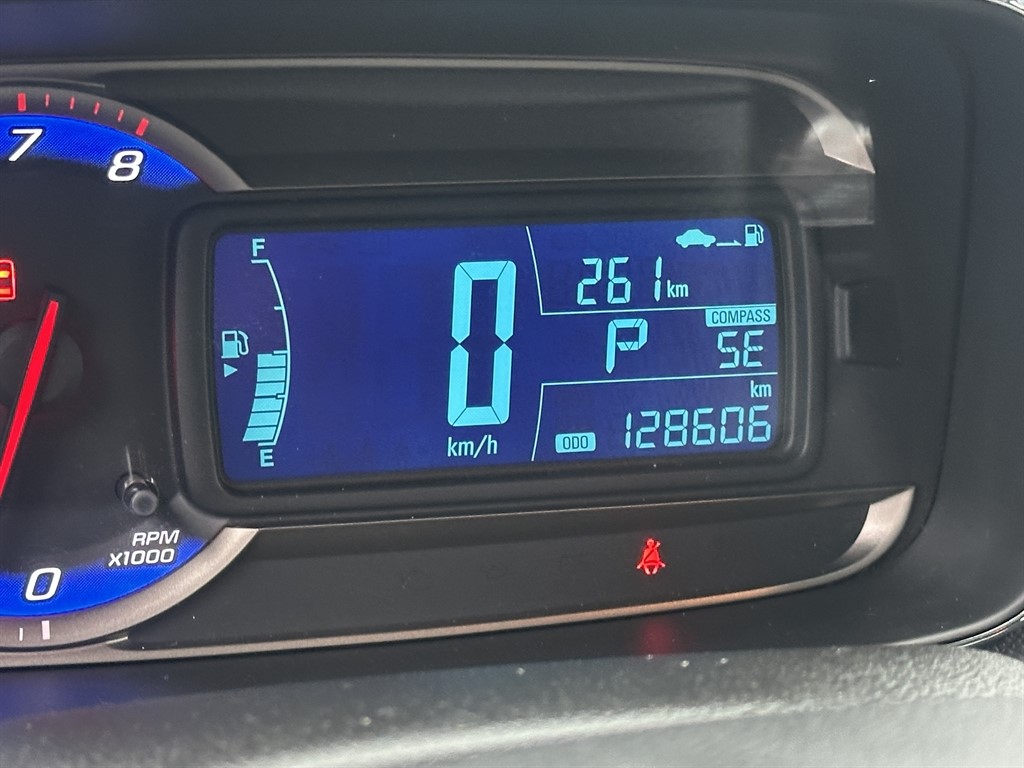 7
8
F
261 km
COMPASS
P SE
0
km
km/h
ODO 128606
E
RPM
X1000
0